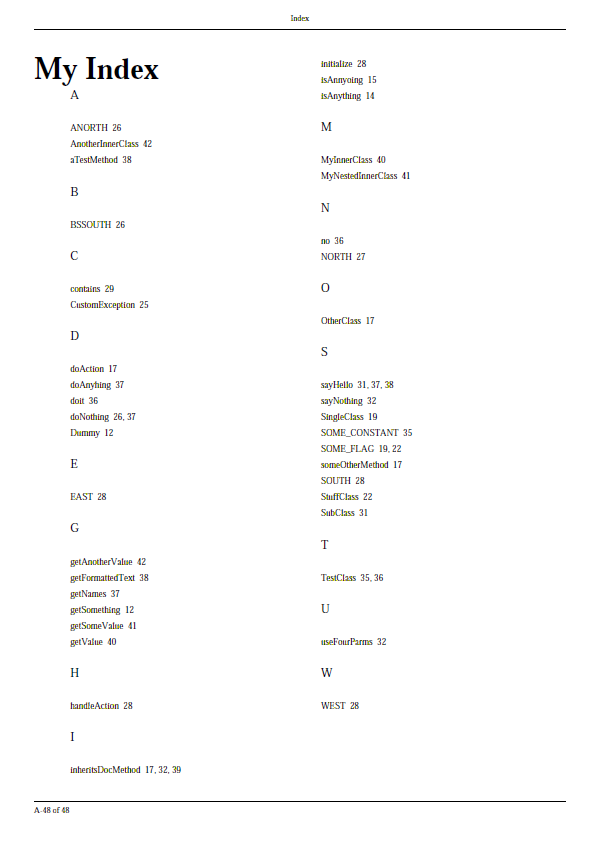 Index
My Index
A
ANORTH 26
AnotherInnerClass 42
aTestMethod 38
B
BSSOUTH 26
C
contains 29
CustomException 25
D
doAction 17
doAnyhing 37
doit 36
doNothing 26, 37
Dummy 12
E
EAST 28
G
getAnotherValue 42
getFormattedText 38
getNames 37
getSomething 12
getSomeValue 41
getValue 40
H
handleAction 28
I
inheritsDocMethod 17, 32, 39
initialize 28
isAnnyoing 15
isAnything 14
M
MyInnerClass 40
MyNestedInnerClass 41
N
no 36
NORTH 27
O
OtherClass 17
S
sayHello 31, 37, 38
sayNothing 32
SingleClass 19
SOME_CONSTANT 35
SOME_FLAG 19, 22
someOtherMethod 17
SOUTH 28
StuffClass 22
SubClass 31
T
TestClass 35, 36
U
useFourParms 32
W
WEST 28
A-48 of 48